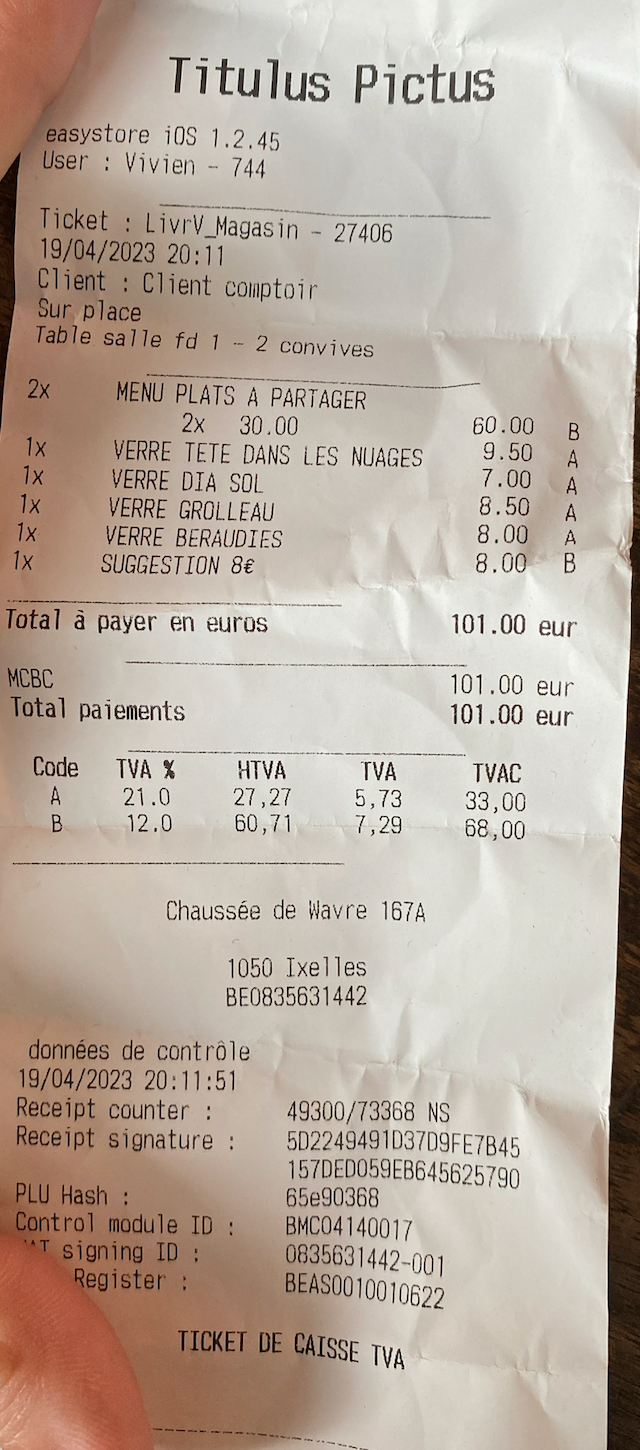 Titulus Pictus
easystore iOS 1.2.45
User : Vivien - 744
Ticket : LivrV_Magasin - 27406
19/04/2023 20:11
Client : Client comptoir
Sur place
Table salle fd 1 - 2 convives
2x MENU PLATS A PARTAGER
2x 30.00 60.00 B
1x VERRE TETE DANS LES NUAGES 9.50 A
1x VERRE DIA SOL 7.00 A
1x VERRE GROLLEAU 8.50 A
1x VERRE BERAUDIES 8.00 A
1x SUGGESTION 8€ 8.00 B
Total à payer en euros 101.00 eur
MCBC 101.00 eur
Total paiements 101.00 eur
Code TVA % HTVA TVA TVAC
A 21.0 27,27 5,73 33,00
B 12.0 60,71 7,29 68,00
Chaussée de Wavre 167A
1050 Ixelles
BE0835631442
données de contrôle
19/04/2023 20:11:51
Receipt counter : 49300/73368 NS
Receipt signature : 5D2249491D37D9FE7B45
157DED059EB645625790
PLU Hash : 65e90368
Control module ID : BMC04140017
signing ID : 0835631442-001
Register : BEAS0010010622
TICKET DE CAISSE TVA